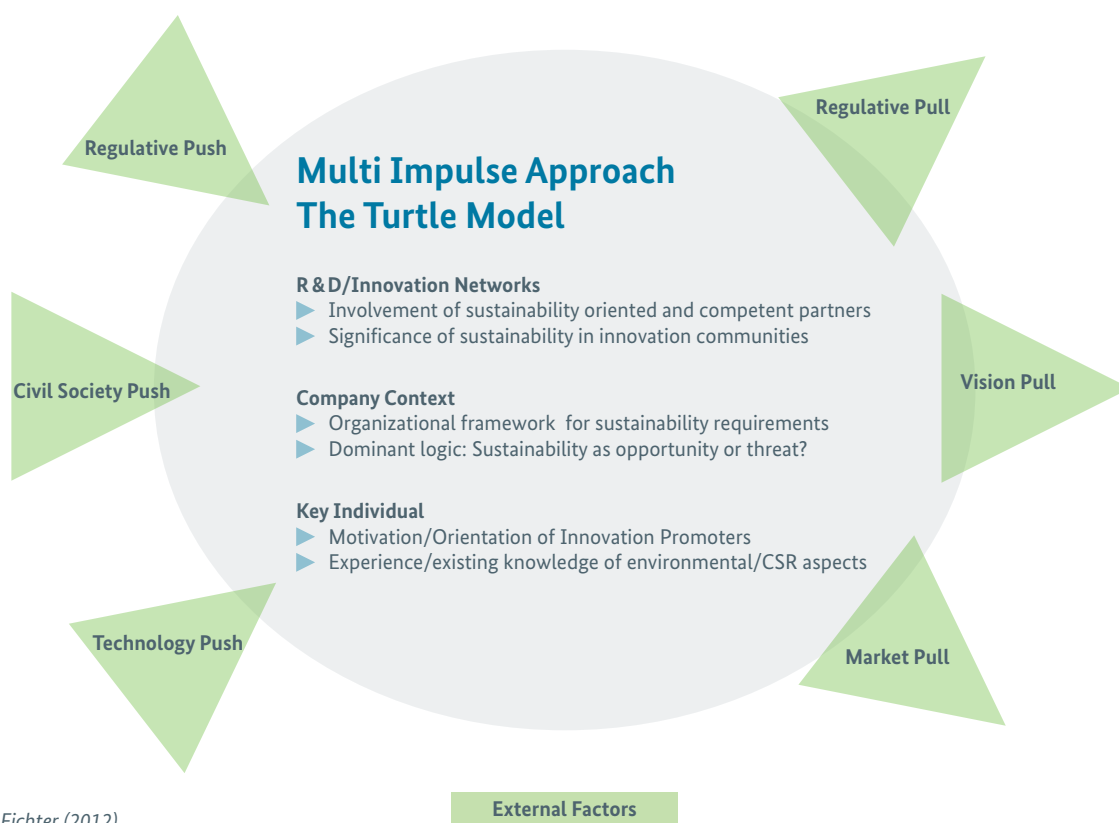 Regulative Push
Regulative Pull
Multi Impulse Approach
The Turtle Model
R & D/Innovation Networks
Involvement of sustainability oriented and competent partners
Significance of sustainability in innovation communities
Civil Society Push
Vision Pull
Company Context
Organizational framework for sustainability requirements
Dominant logic: Sustainability as opportunity or threat?
Key Individual
Motivation/Orientation of Innovation Promoters
Experience/existing knowledge of environmental/CSR aspects
Technology Push
Market Pull
External Factors
Fichter (2012)